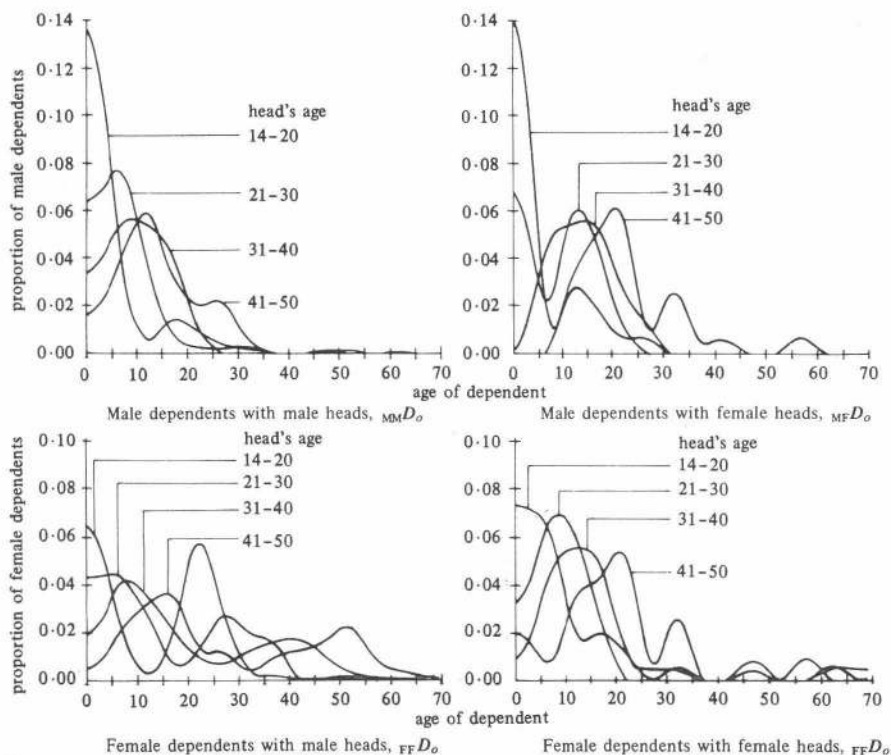 proportion of male dependents
0·14
0·12
0·10
0·08
0·06
0·04
0·02
0·00
head's age
14–20
21–30
31–40
41–50
0 10 20 30 40 50 60 70
Male dependents with male heads, MMDo
0·14
0·12
0·10
0·08
0·06
0·04
0·02
0·00
head's age
14–20
21–30
31–40
41–50
0 10 20 30 40 50 60 70
age of dependent
Male dependents with female heads, MFDo
proportion of female dependents
0·10
0·08
0·06
0·04
0·02
0·00
head's age
14–20
21–30
31–40
41–50
0 10 20 30 40 50 60 70
Female dependents with male heads, FFDo
0·10
0·08
0·06
0·04
0·02
0·00
head's age
14–20
21–30
31–40
41–50
0 10 20 30 40 50 60 70
age of dependent
Female dependents with female heads, FFDo